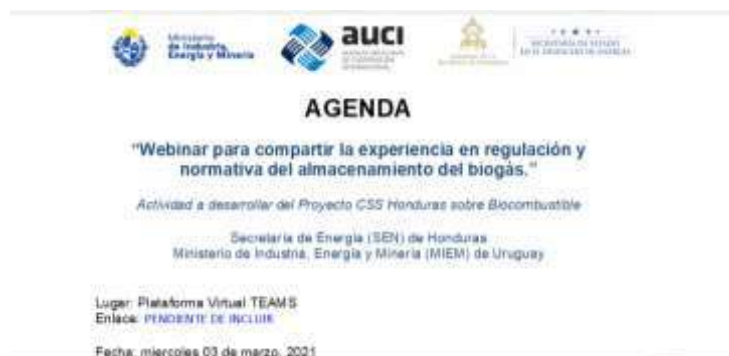 Ministerio
de Industria,
Energía y Minería
auci
AGENDA
"Webinar para compartir la experiencia en regulación y
normativa del almacenamiento del biogás."
Actividad a desarrollar del Proyecto CSS Honduras sobre Biocombustible
Secretaría de Energía (SEN) de Honduras
Ministerio de Industria, Energía y Minería (MIEM) de Uruguay
Lugar: Plataforma Virtual TEAMS
Enlace: PENDIENTE DE INCLUIR
Fecha: miercoles 03 de marzo, 2021